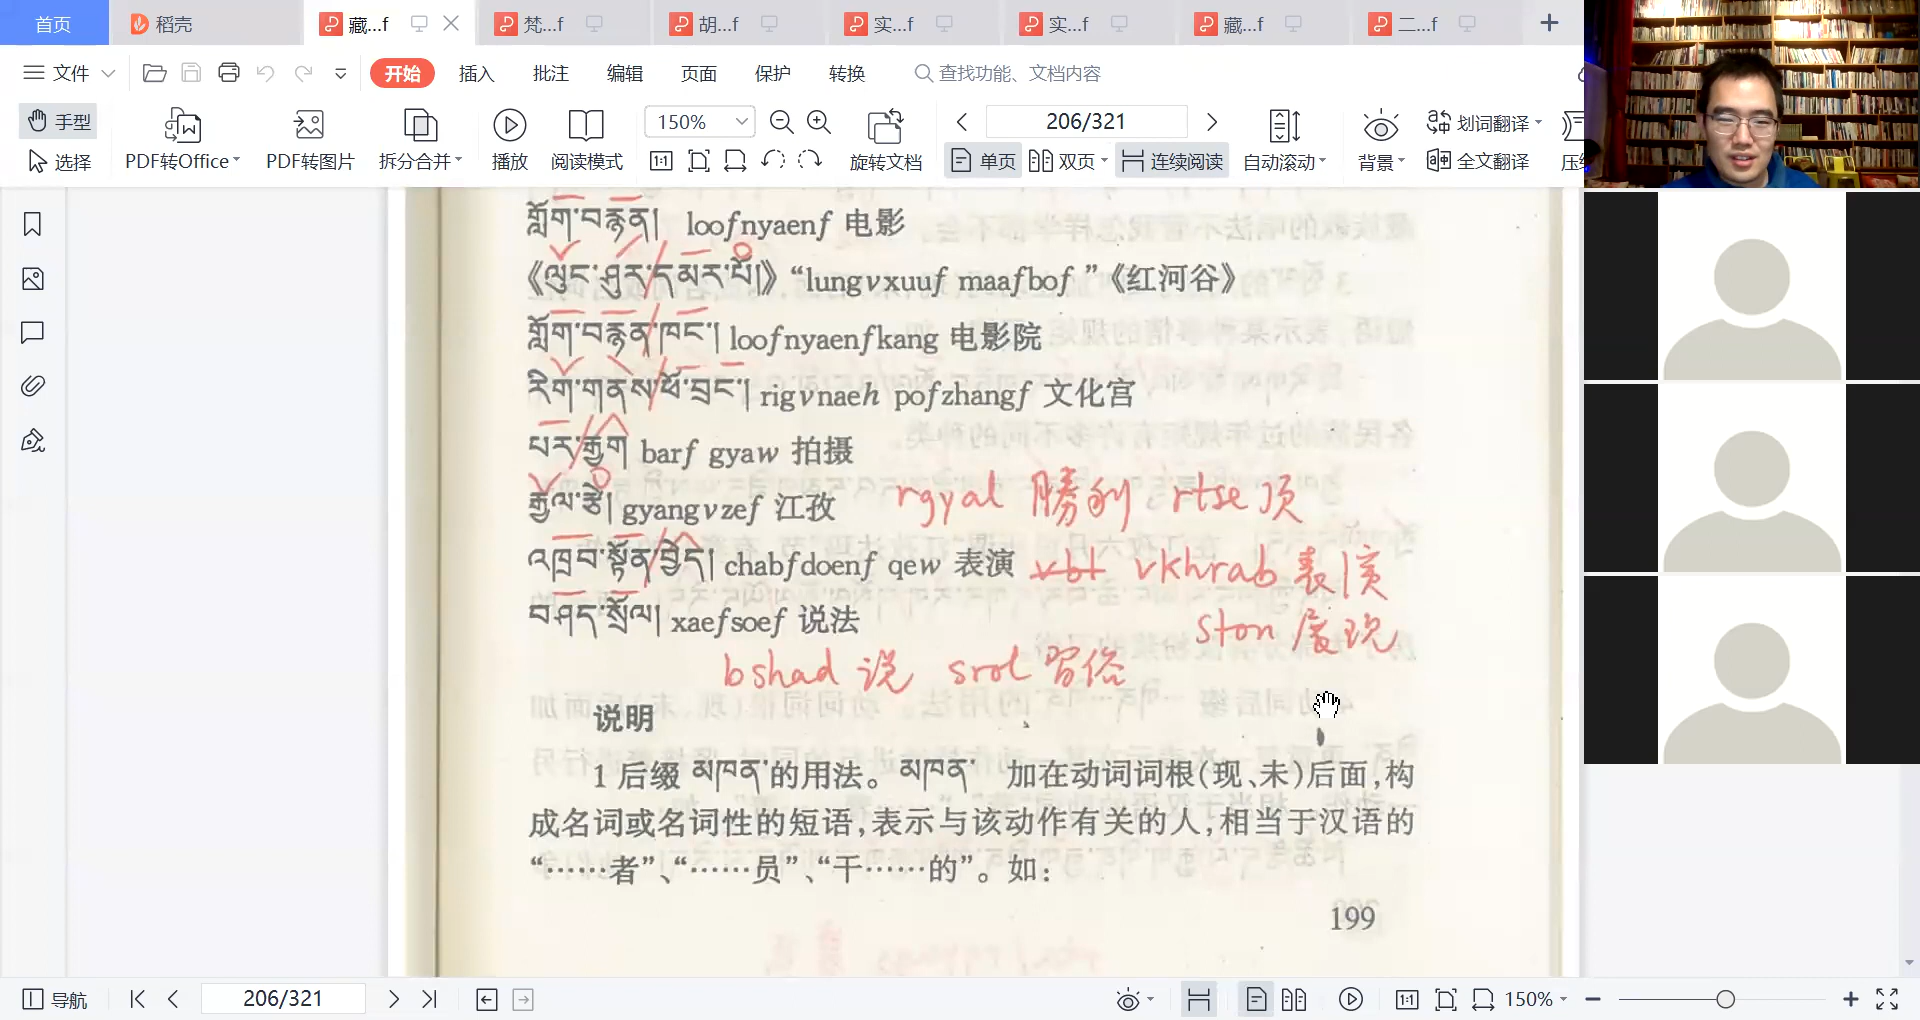 首页 稻壳 藏...f 梵...f 胡...f 实...f 实...f 藏...f 二...f
文件 开始 插入 批注 编辑 页面 保护 转换 查找功能、文档内容
手型 150% 206/321 划词翻译
选择 PDF转Office PDF转图片 拆分合并 播放 阅读模式 1:1 旋转文档 单页 双页 连续阅读 自动滚动 背景 全文翻译
གློག་བརྙན། loofnyaenf 电影
《ལུང་ཤུར་དམར་པོ།》 “lungvxuuf maafbof ”《红河谷》
གློག་བརྙན་ཁང་། loofnyaenfkang 电影院
རིག་གནས་ཕོ་བྲང་། rigvnaeh pofzhangf 文化宫
པར་རྒྱག barf gyaw 拍摄
རྒྱལ་རྩེ། gyangvzef 江孜 rgyal 勝利 rtse 顶
འཁྲབ་སྟོན་བྱེད། chabfdoenf qew 表演 vkhrab 表演
བཤད་སྲོལ། xaefsoef 说法 ston 展现
bshad 说 srol 習俗
说明
1 后缀 མཁན་ 的用法。མཁན་ 加在动词词根(现、未)后面,构
成名词或名词性的短语,表示与该动作有关的人,相当于汉语的
“……者”、“……员”、“干……的”。如:
199
导航 206/321 1:1 150%